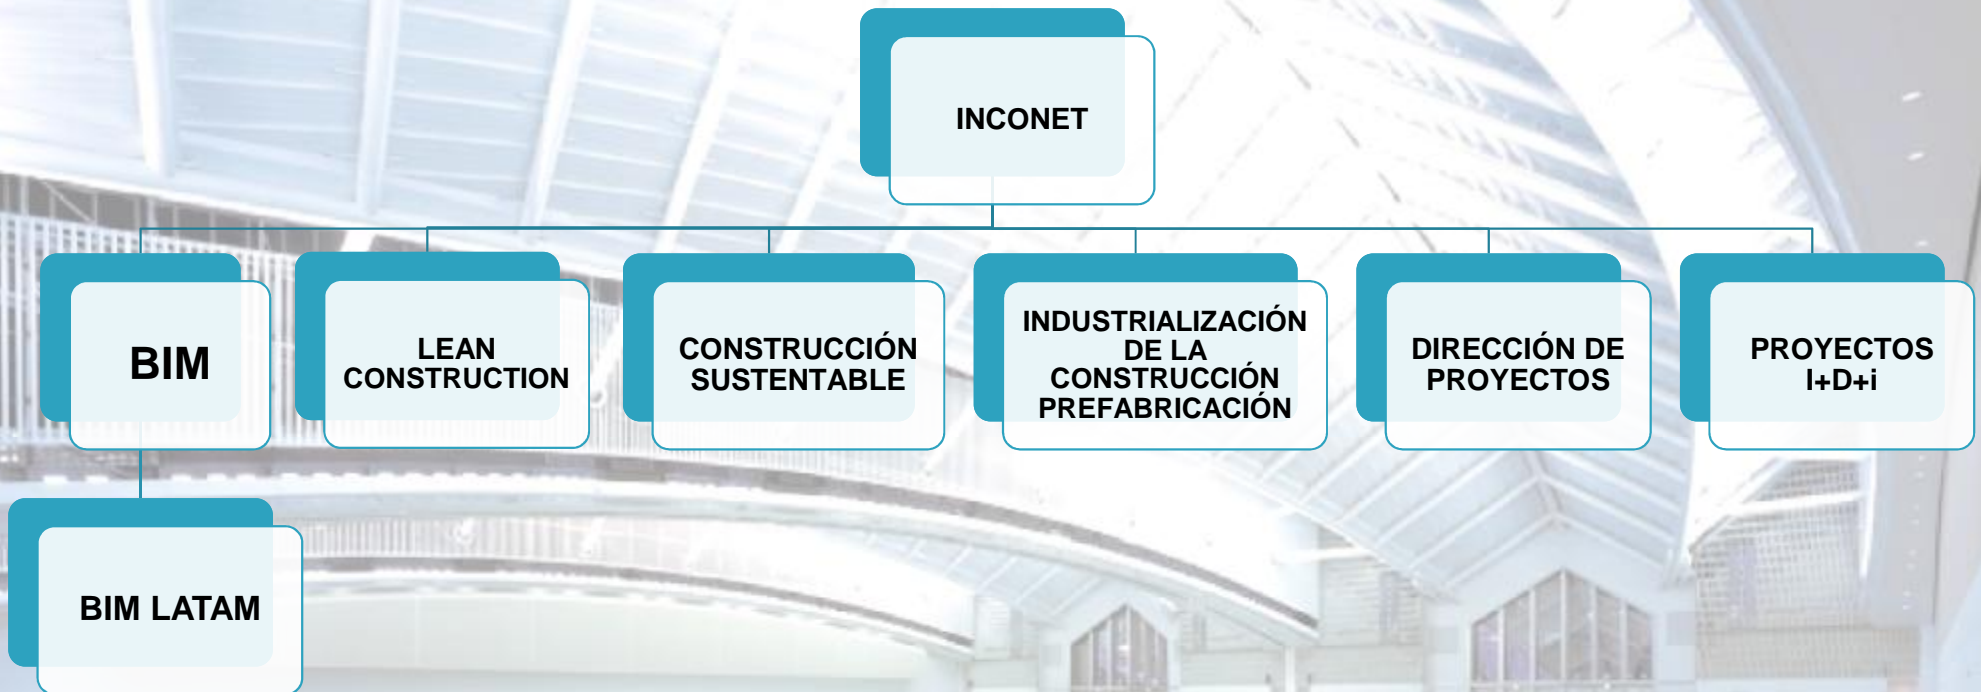 INCONET
BIM
LEAN
CONSTRUCTION
CONSTRUCCIÓN
SUSTENTABLE
INDUSTRIALIZACIÓN
DE LA
CONSTRUCCIÓN
PREFABRICACIÓN
DIRECCIÓN DE
PROYECTOS
PROYECTOS
I+D+i
BIM LATAM